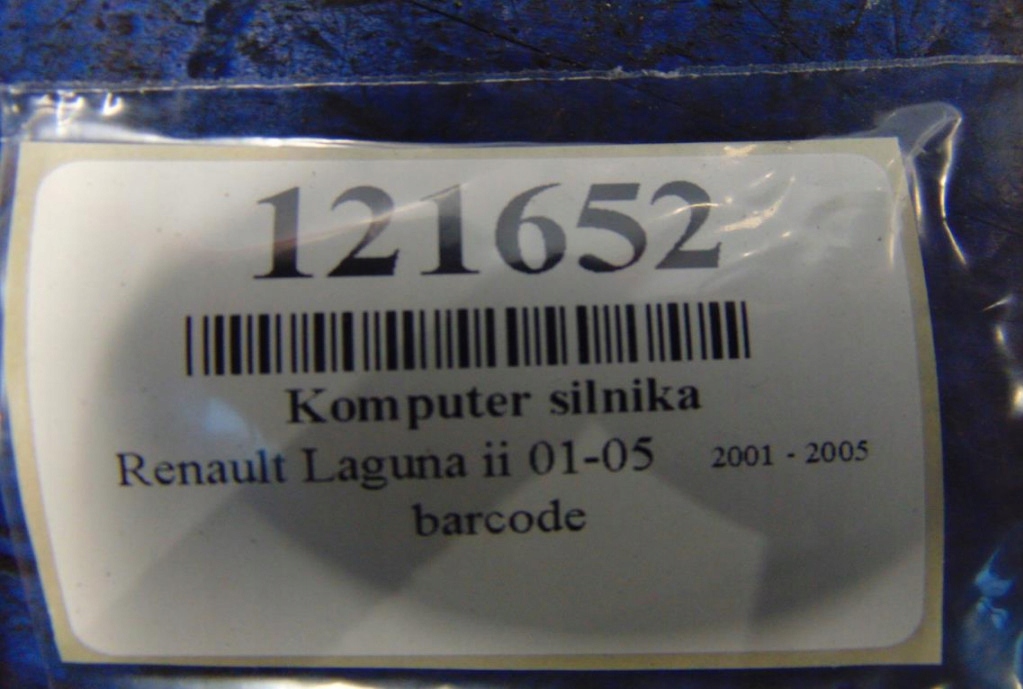 121652
Komputer silnika
Renault Laguna ii 01-05 2001 - 2005
barcode